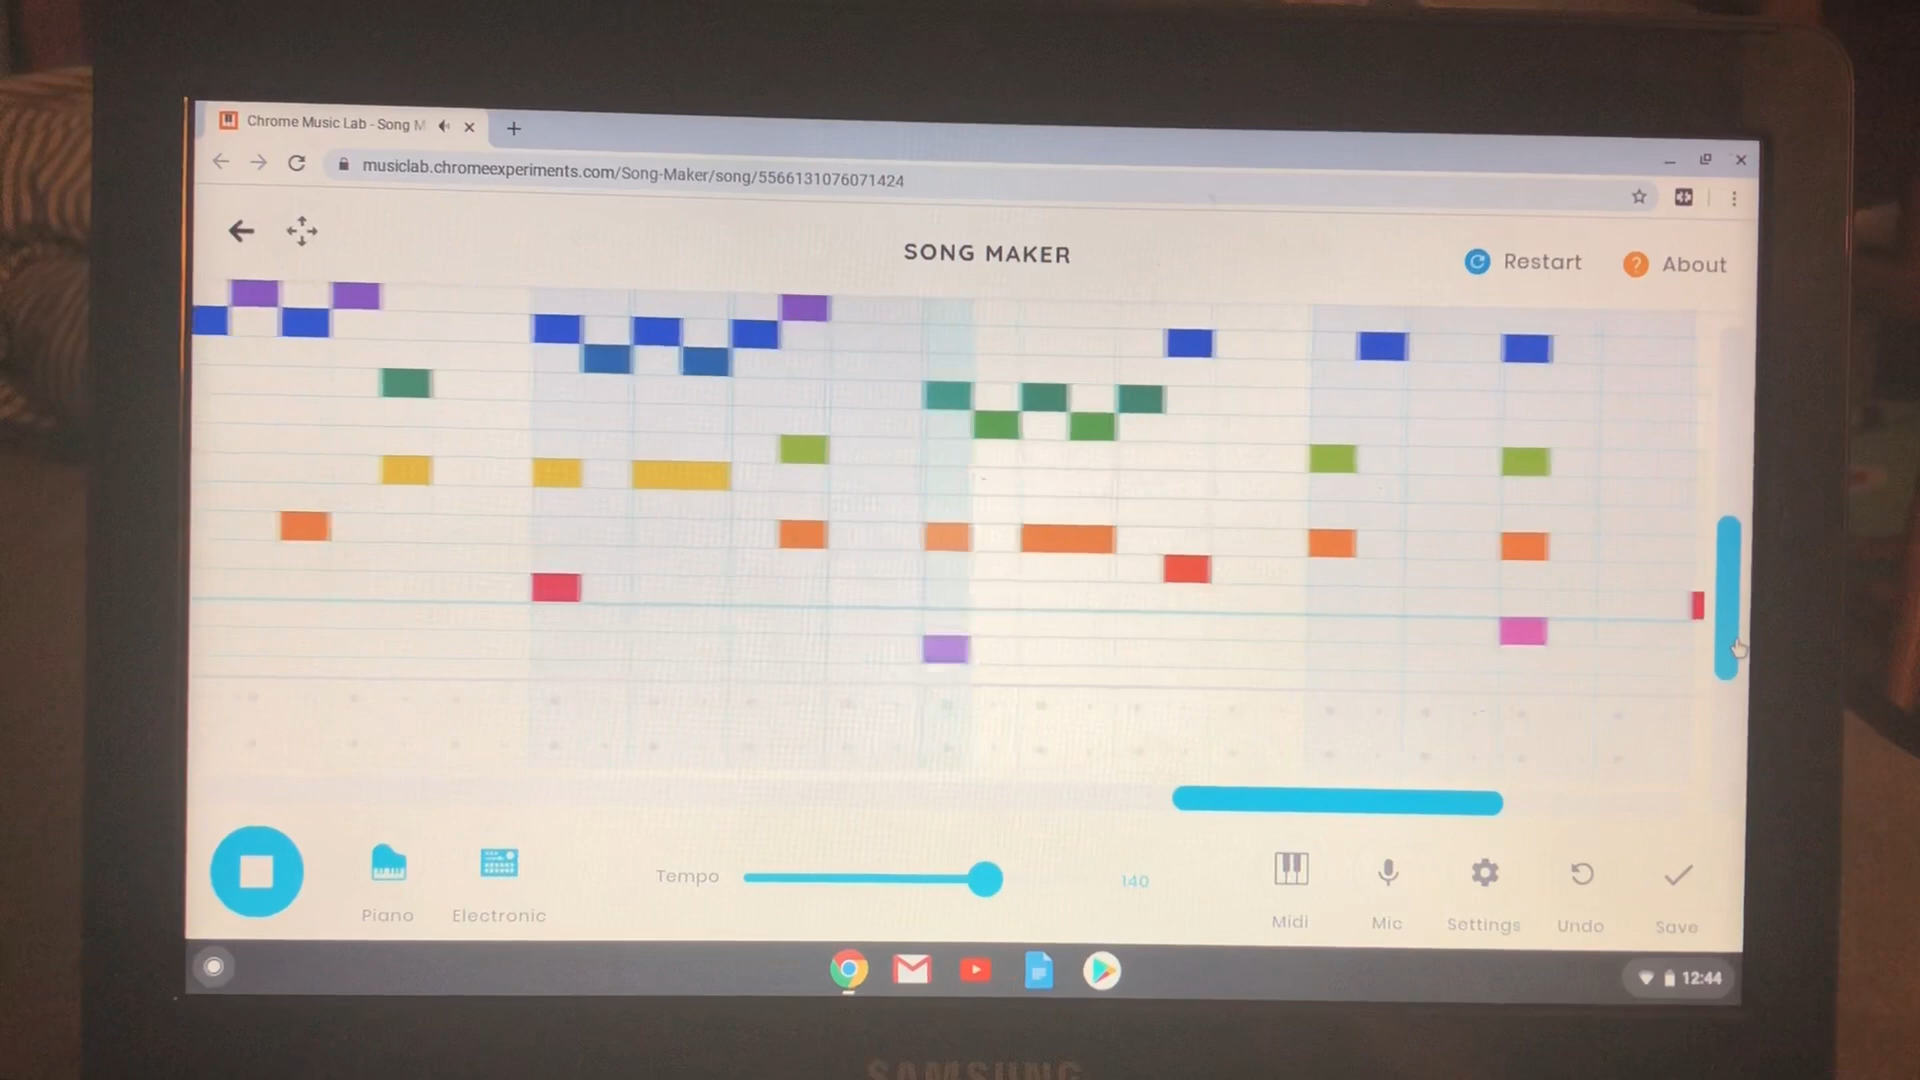 Chrome Music Lab - Song M
musiclab.chromeexperiments.com/Song-Maker/song/5566131076071424
SONG MAKER
Restart
? About
Piano
Electronic
Tempo
140
Midi
Mic
Settings
Undo
Save
12:44
SAMSUNG